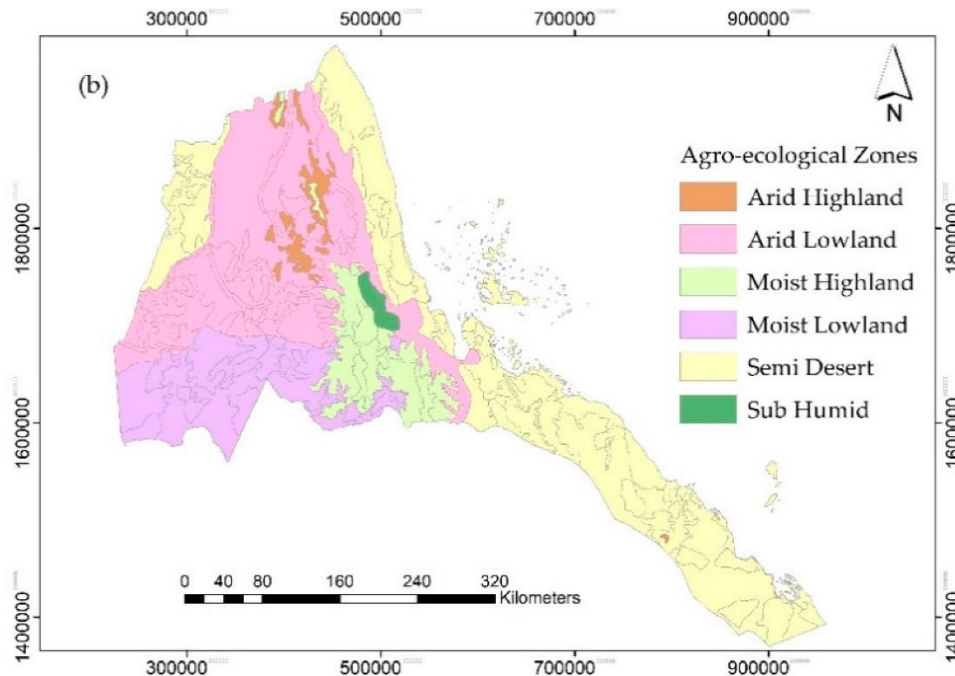 300000 500000 700000 900000
(b)
N
Agro-ecological Zones
Arid Highland
Arid Lowland
Moist Highland
Moist Lowland
Semi Desert
Sub Humid
1800000 1800000
1600000 1600000
1400000 1400000
0 40 80 160 240 320
Kilometers
300000 500000 700000 900000